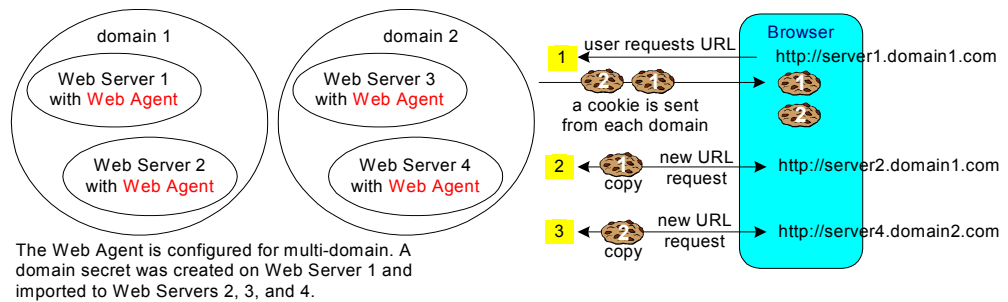 domain 1
Web Server 1
with Web Agent
Web Server 2
with Web Agent
domain 2
Web Server 3
with Web Agent
Web Server 4
with Web Agent
The Web Agent is configured for multi-domain. A
domain secret was created on Web Server 1 and
imported to Web Servers 2, 3, and 4.
Browser
1
user requests URL
http://server1.domain1.com
2 1
a cookie is sent
from each domain
1
2
2
1
copy
new URL
request
http://server2.domain1.com
3
2
copy
new URL
request
http://server4.domain2.com